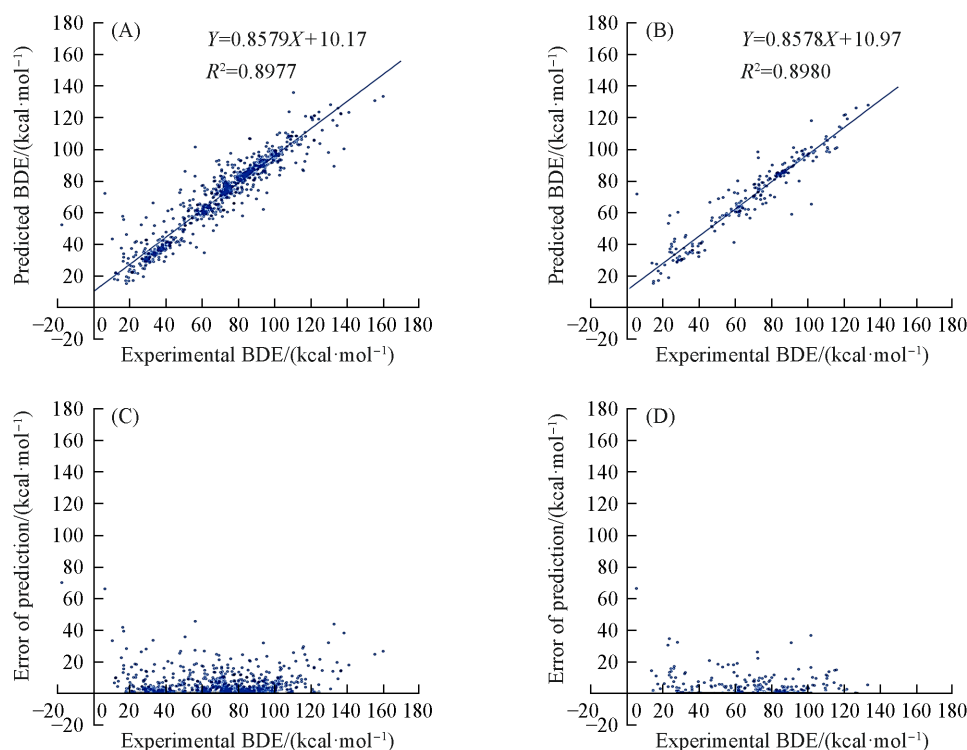 180
160
140
120
100
80
60
40
20
−20
0 20 40 60 80 100 120 140 160 180
(A)
Y=0.8579X+10.17
R²=0.8977
Predicted BDE/(kcal·mol⁻¹)
Experimental BDE/(kcal·mol⁻¹)
180
160
140
120
100
80
60
40
20
−20
0 20 40 60 80 100 120 140 160 180
(B)
Y=0.8578X+10.97
R²=0.8980
Predicted BDE/(kcal·mol⁻¹)
Experimental BDE/(kcal·mol⁻¹)
180
160
140
120
100
80
60
40
20
−20
−20 0 20 40 60 80 100 120 140 160 180
(C)
Error of prediction/(kcal·mol⁻¹)
Experimental BDE/(kcal·mol⁻¹)
180
160
140
120
100
80
60
40
20
−20
−20 0 20 40 60 80 100 120 140 160 180
(D)
Error of prediction/(kcal·mol⁻¹)
Experimental BDE/(kcal·mol⁻¹)